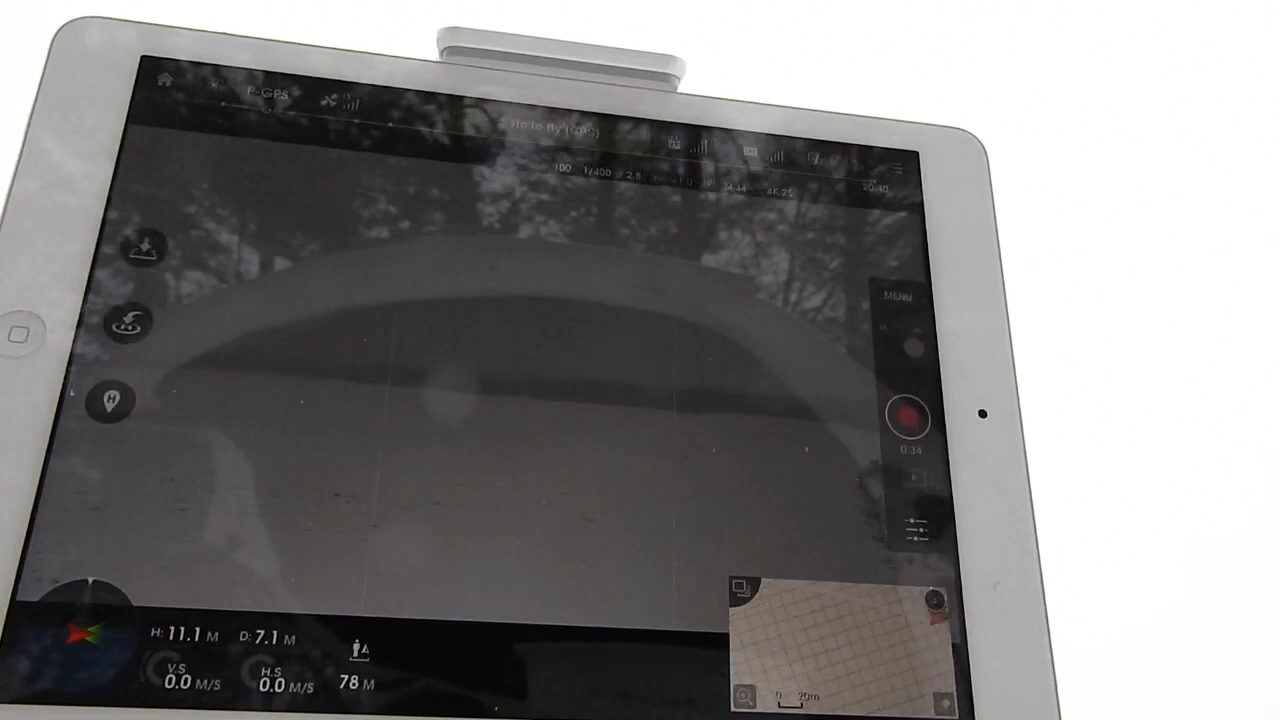 P-GPS
to fly (GPS)
100 1/400 2.8
4K 25
20:40
MENU
0:34
H: 11.1 M D: 7.1 M
V.S 0.0 M/S H.S 0.0 M/S
78 M
0 20m